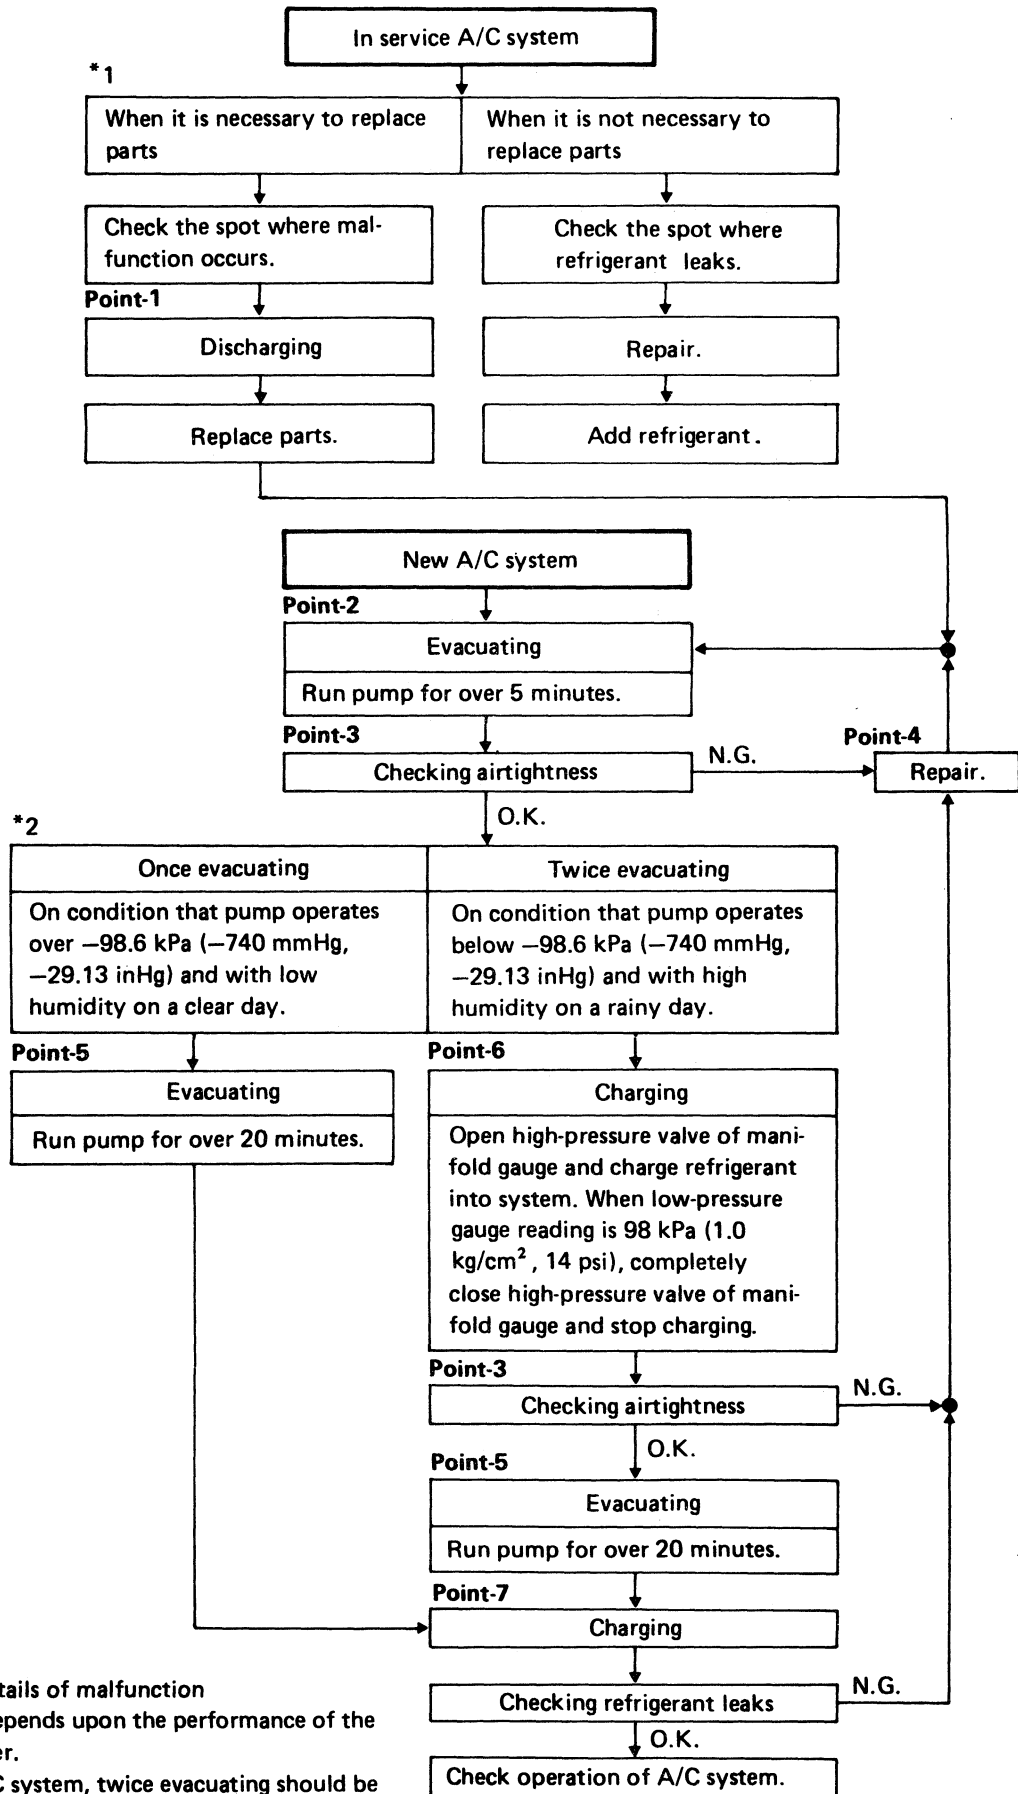 In service A/C system
*1
When it is necessary to replace
parts
When it is not necessary to
replace parts
Check the spot where mal-
function occurs.
Check the spot where
refrigerant leaks.
Point-1
Discharging
Repair.
Replace parts.
Add refrigerant.
New A/C system
Point-2
Evacuating
Run pump for over 5 minutes.
Point-3
Checking airtightness
N.G.
Point-4
Repair.
O.K.
*2
Once evacuating
On condition that pump operates
over −98.6 kPa (−740 mmHg,
−29.13 inHg) and with low
humidity on a clear day.
Twice evacuating
On condition that pump operates
below −98.6 kPa (−740 mmHg,
−29.13 inHg) and with high
humidity on a rainy day.
Point-5
Evacuating
Run pump for over 20 minutes.
Point-6
Charging
Open high-pressure valve of mani-
fold gauge and charge refrigerant
into system. When low-pressure
gauge reading is 98 kPa (1.0
kg/cm², 14 psi), completely
close high-pressure valve of mani-
fold gauge and stop charging.
Point-3
Checking airtightness
N.G.
O.K.
Point-5
Evacuating
Run pump for over 20 minutes.
Point-7
Charging
Checking refrigerant leaks
N.G.
O.K.
Check operation of A/C system.
of malfunction
upon the performance of the
system, twice evacuating should be